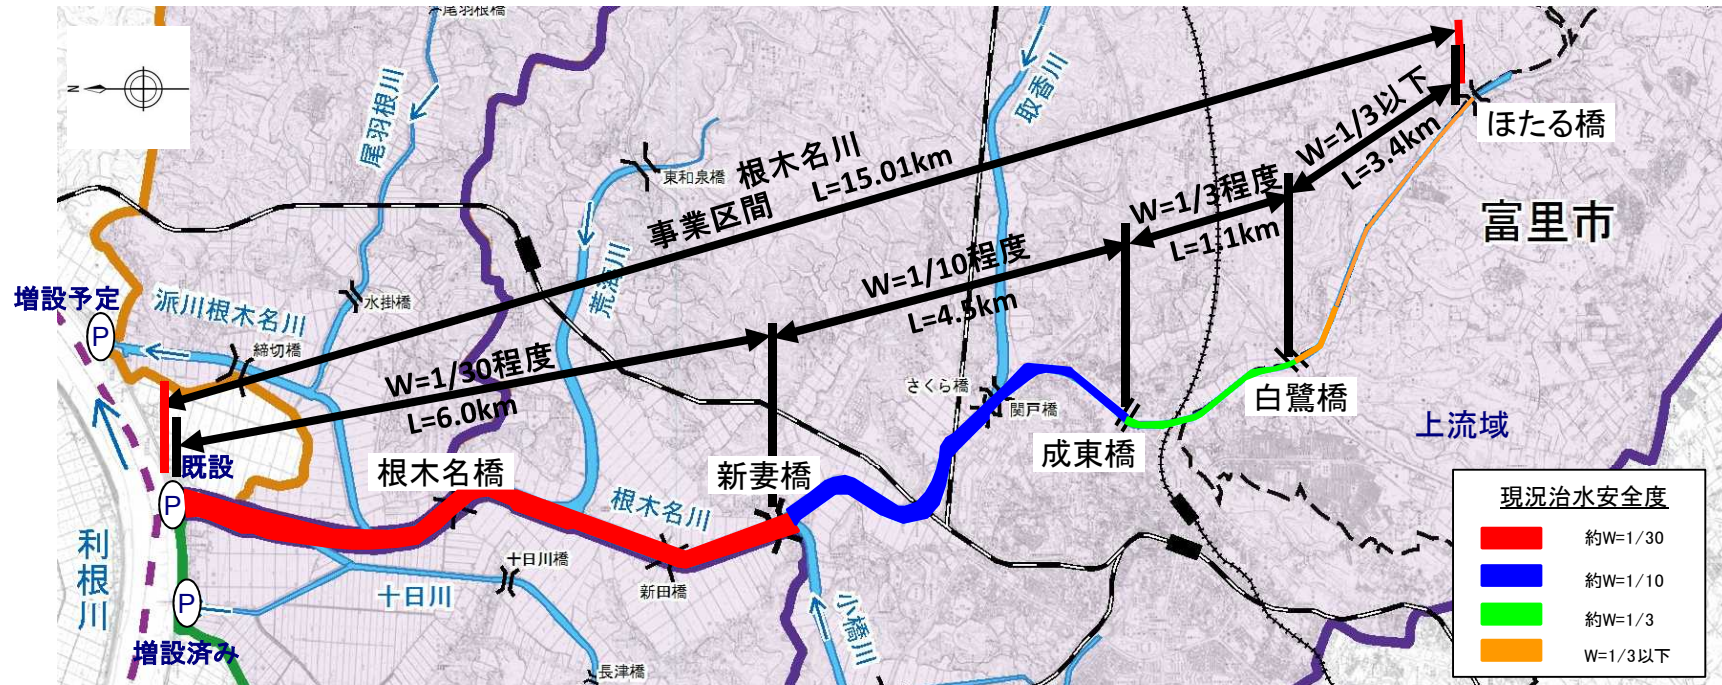 尾羽根橋
N
尾羽根川
取香川
ほたる橋
W=1/3以下
L=3.4km
東和泉橋
根木名川
事業区間 L=15.01km
W=1/3程度
L=1.1km
富里市
W=1/10程度
L=4.5km
荒海川
増設予定
P
派川根木名川
水掛橋
締切橋
W=1/30程度
L=6.0km
さくら橋
関戸橋
白鷺橋
上流域
成東橋
既設
P
根木名橋
新妻橋
根木名川
利根川
十日川
十日川橋
新田橋
小橋川
P
増設済み
長津橋
現況治水安全度
約W=1/30
約W=1/10
約W=1/3
W=1/3以下